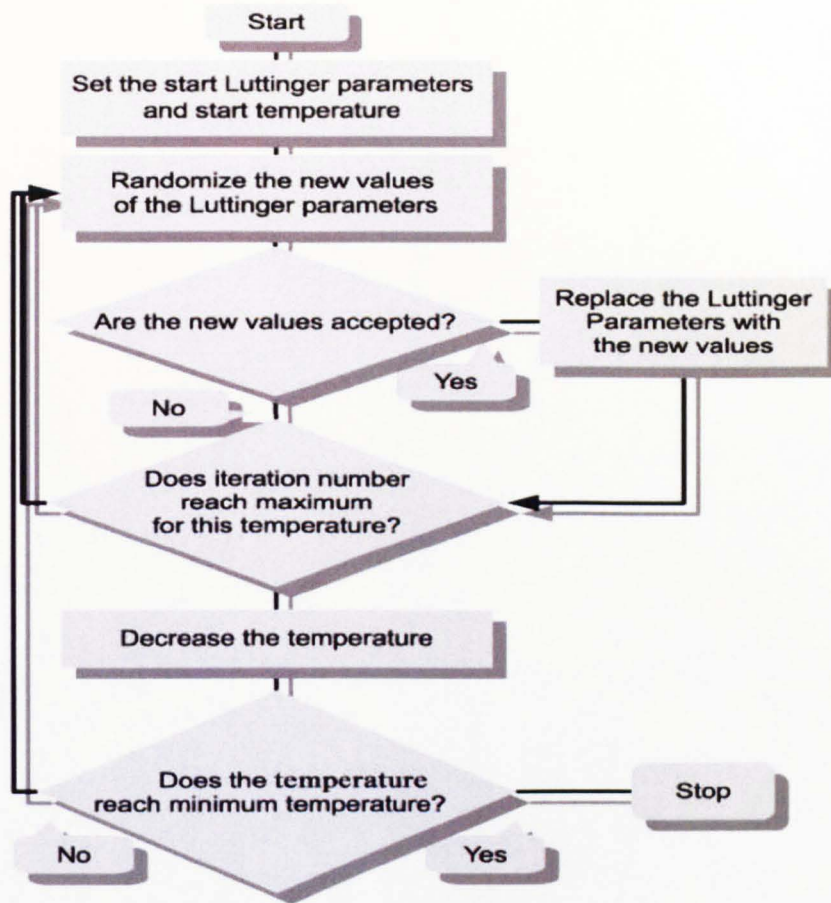 Start
Set the start Luttinger parameters
and start temperature
Randomize the new values
of the Luttinger parameters
Are the new values accepted?
Replace the Luttinger
Parameters with
the new values
Yes
No
Does iteration number
reach maximum
for this temperature?
Decrease the temperature
Does the temperature
reach minimum temperature?
Stop
No
Yes